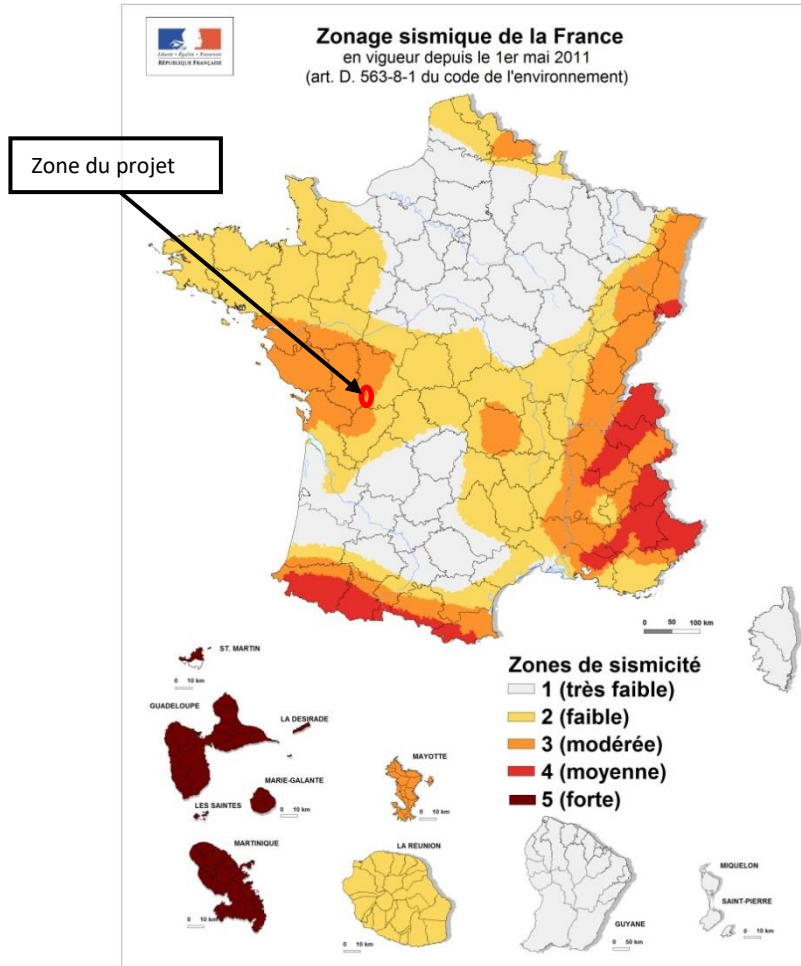 Zonage sismique de la France
en vigueur depuis le 1er mai 2011
(art. D. 563-8-1 du code de l'environnement)
Liberté • Égalité • Fraternité
RÉPUBLIQUE FRANÇAISE
Zone du projet
0 50 100 km
ST. MARTIN
0 10 km
GUADELOUPE
LA DESIRADE
0 10 km
MARIE-GALANTE
0 10 km
LES SAINTES
MARTINIQUE
0 10 km
MAYOTTE
0 10 km
LA REUNION
0 10 km
Zones de sismicité
1 (très faible)
2 (faible)
3 (modérée)
4 (moyenne)
5 (forte)
GUYANE
0 50 km
MIQUELON
SAINT-PIERRE
0 10 km